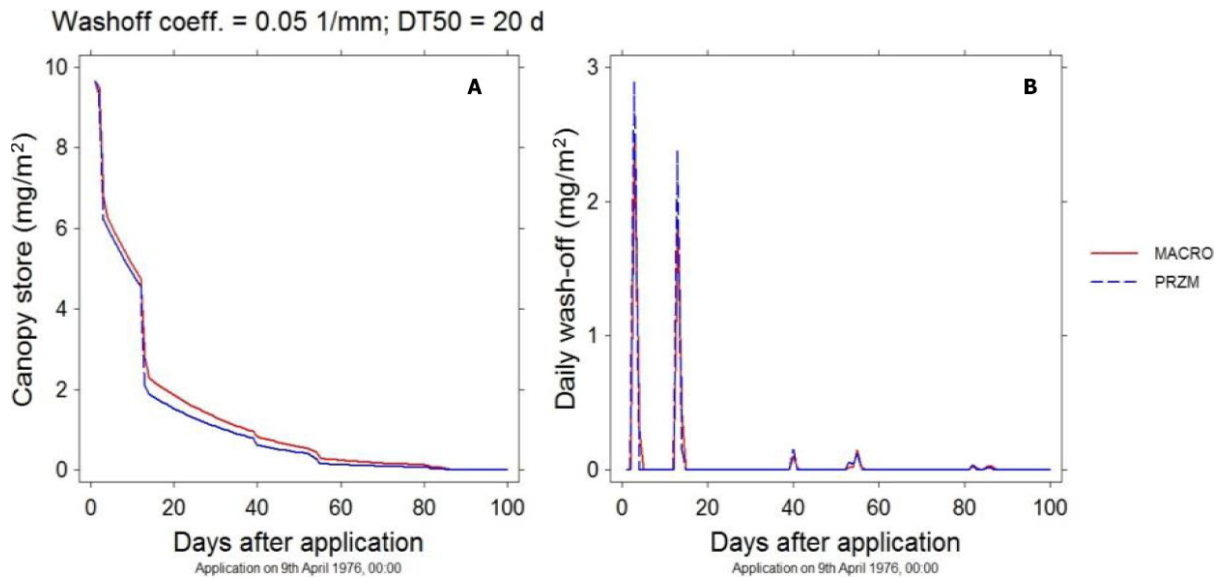 Washoff coeff. = 0.05 1/mm; DT50 = 20 d
A
Canopy store (mg/m²)
10
8
6
4
2
0
0 20 40 60 80 100
Days after application
Application on 9th April 1976, 00:00
B
Daily wash-off (mg/m²)
3
2
1
0
0 20 40 60 80 100
Days after application
Application on 9th April 1976, 00:00
MACRO
PRZM